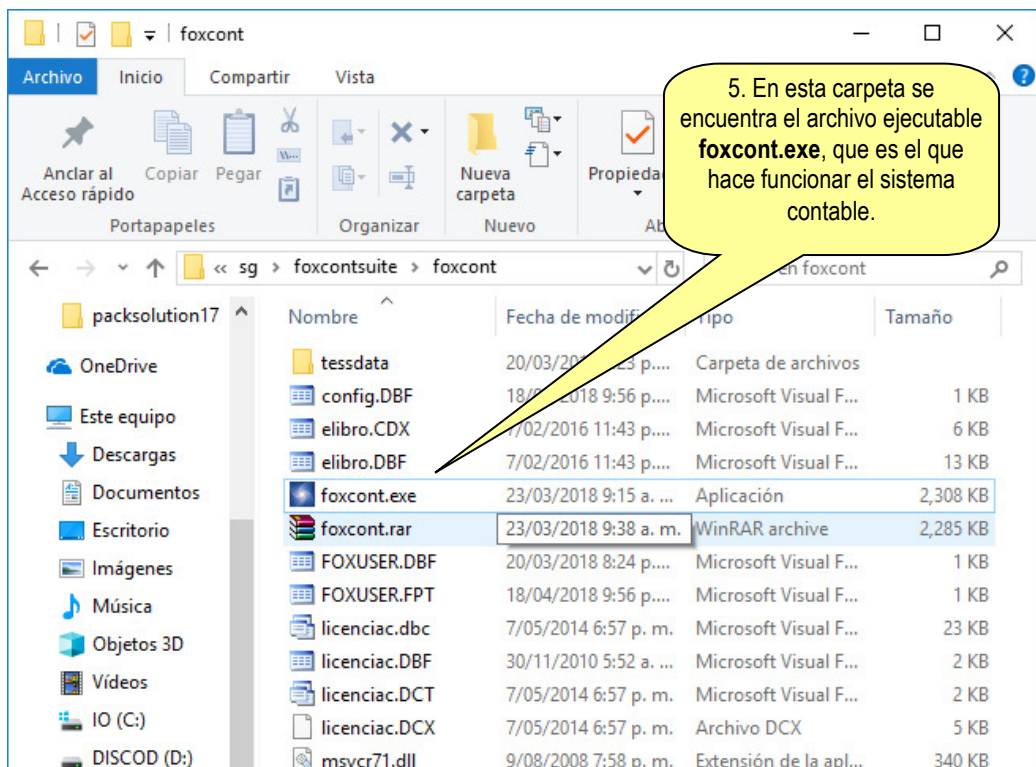 foxcont
Archivo Inicio Compartir Vista
5. En esta carpeta se
encuentra el archivo ejecutable
foxcont.exe, que es el que
hace funcionar el sistema
contable.
Anclar al
Acceso rápido
Copiar
Pegar
Nueva
carpeta
Portapapeles Organizar Nuevo
« sg > foxcontsuite > foxcont
en foxcont
packsolution17
OneDrive
Este equipo
Descargas
Documentos
Escritorio
Imágenes
Música
Objetos 3D
Vídeos
IO (C:)
DISCOD (D:)
Nombre Tamaño
tessdata Carpeta de archivos
config.DBF 9:56 p.... Microsoft Visual F... 1 KB
elibro.CDX 7/02/2016 11:43 p.... Microsoft Visual F... 6 KB
elibro.DBF 7/02/2016 11:43 p.... Microsoft Visual F... 13 KB
foxcont.exe 23/03/2018 9:15 a. ... Aplicación 2,308 KB
foxcont.rar 23/03/2018 9:38 a. m. WinRAR archive 2,285 KB
FOXUSER.DBF 20/03/2018 8:24 p.... Microsoft Visual F... 1 KB
FOXUSER.FPT 18/04/2018 9:56 p.... Microsoft Visual F... 1 KB
licenciac.dbc 7/05/2014 6:57 p. m. Microsoft Visual F... 23 KB
licenciac.DBF 30/11/2010 5:52 a. ... Microsoft Visual F... 2 KB
licenciac.DCT 7/05/2014 6:57 p. m. Microsoft Visual F... 2 KB
licenciac.DCX 7/05/2014 6:57 p. m. Archivo DCX 5 KB
msvcr71.dll 9/08/2008 7:58 p. m. Extensión de la apl... 340 KB